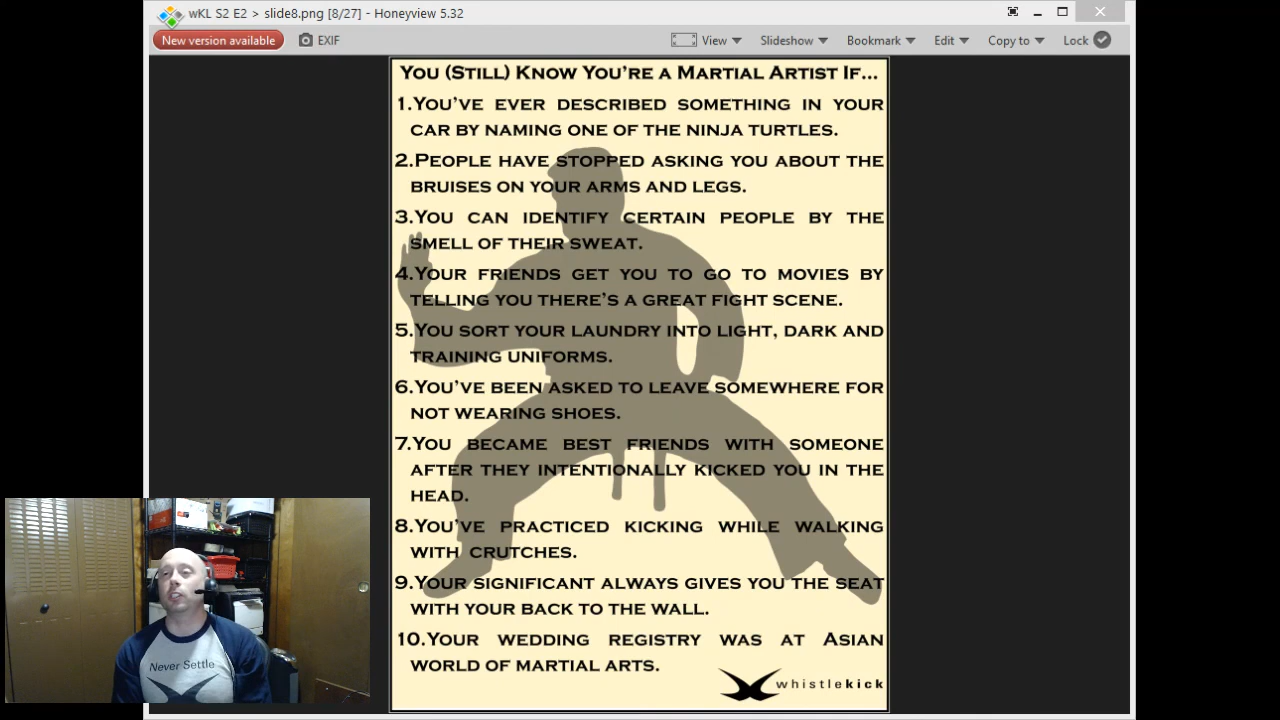 wKL S2 E2 > slide8.png [8/27] - Honeyview 5.32
New version available
EXIF
View
Slideshow
Bookmark
Edit
Copy to
Lock
You (Still) Know You're a Martial Artist If...
1.You've ever described something in your
car by naming one of the ninja turtles.
2.People have stopped asking you about the
bruises on your arms and legs.
3.You can identify certain people by the
smell of their sweat.
4.Your friends get you to go to movies by
telling you there's a great fight scene.
5.You sort your laundry into light, dark and
training uniforms.
6.You've been asked to leave somewhere for
not wearing shoes.
7.You became best friends with someone
after they intentionally kicked you in the
head.
8.You've practiced kicking while walking
with crutches.
9.Your significant always gives you the seat
with your back to the wall.
10.Your wedding registry was at Asian
World of Martial Arts.
whistlekick
Never Settle